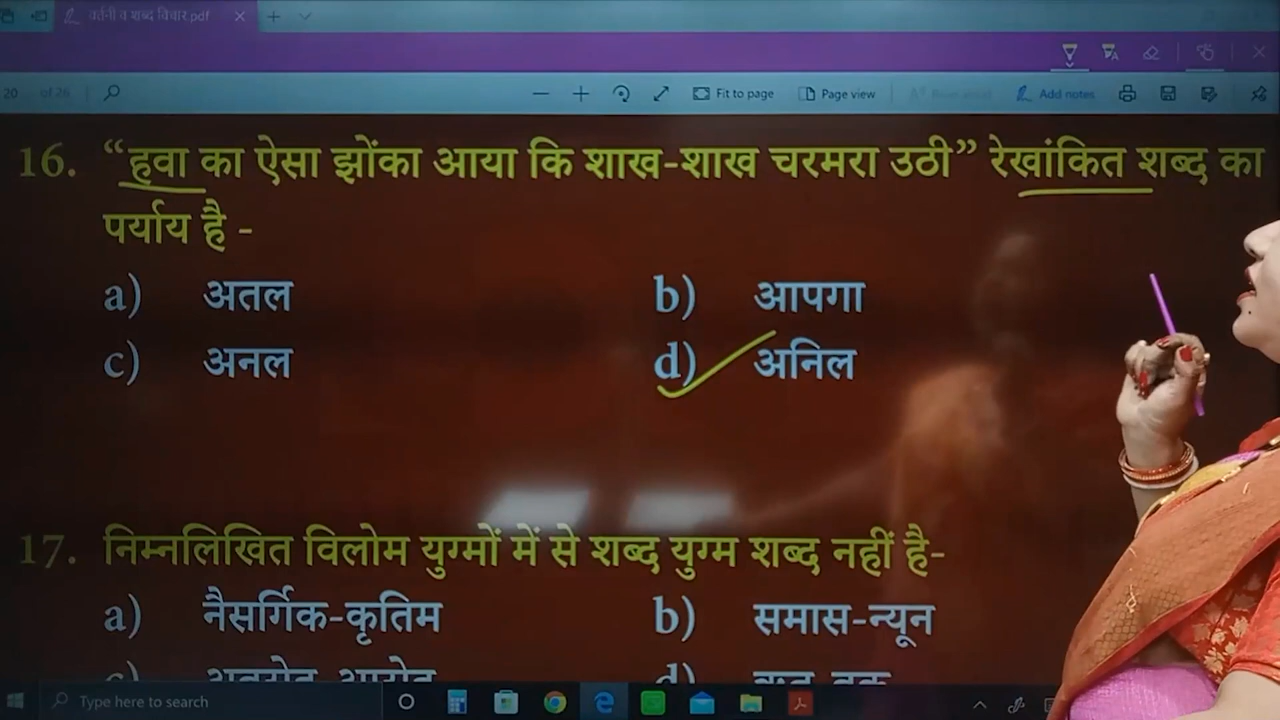 वर्तनी व शब्द विचार.pdf
20 of 26 Fit to page Page view Add notes
16. “हवा का ऐसा झोंका आया कि शाख-शाख चरमरा उठी” रेखांकित शब्द का
पर्याय है -
a) अतल b) आपगा
c) अनल d) अनिल
17. निम्नलिखित विलोम युग्मों में से शब्द युग्म शब्द नहीं है-
a) नैसर्गिक-कृतिम b) समास-न्यून
Type here to search